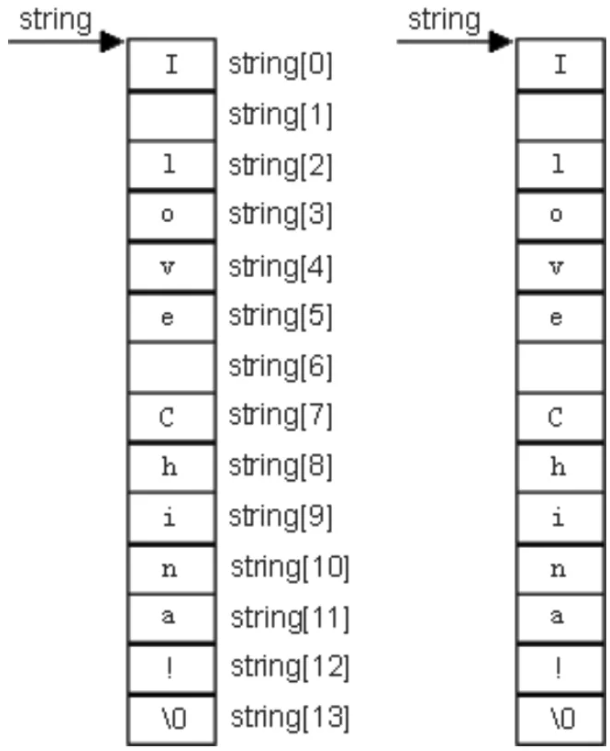 string string
I string[0] I
string[1]
l string[2] l
o string[3] o
v string[4] v
e string[5] e
string[6]
C string[7] C
h string[8] h
i string[9] i
n string[10] n
a string[11] a
! string[12] !
\0 string[13] \0